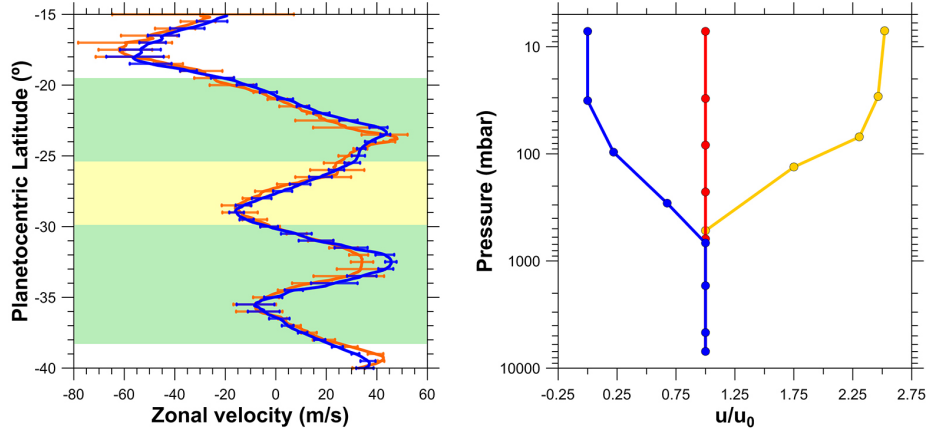 -15
-20
-25
-30
-35
-40
Planetocentric Latitude (º)
-80 -60 -40 -20 0 20 40 60
Zonal velocity (m/s)
10
100
1000
10000
Pressure (mbar)
-0.25 0.25 0.75 1.25 1.75 2.25 2.75
u/u₀